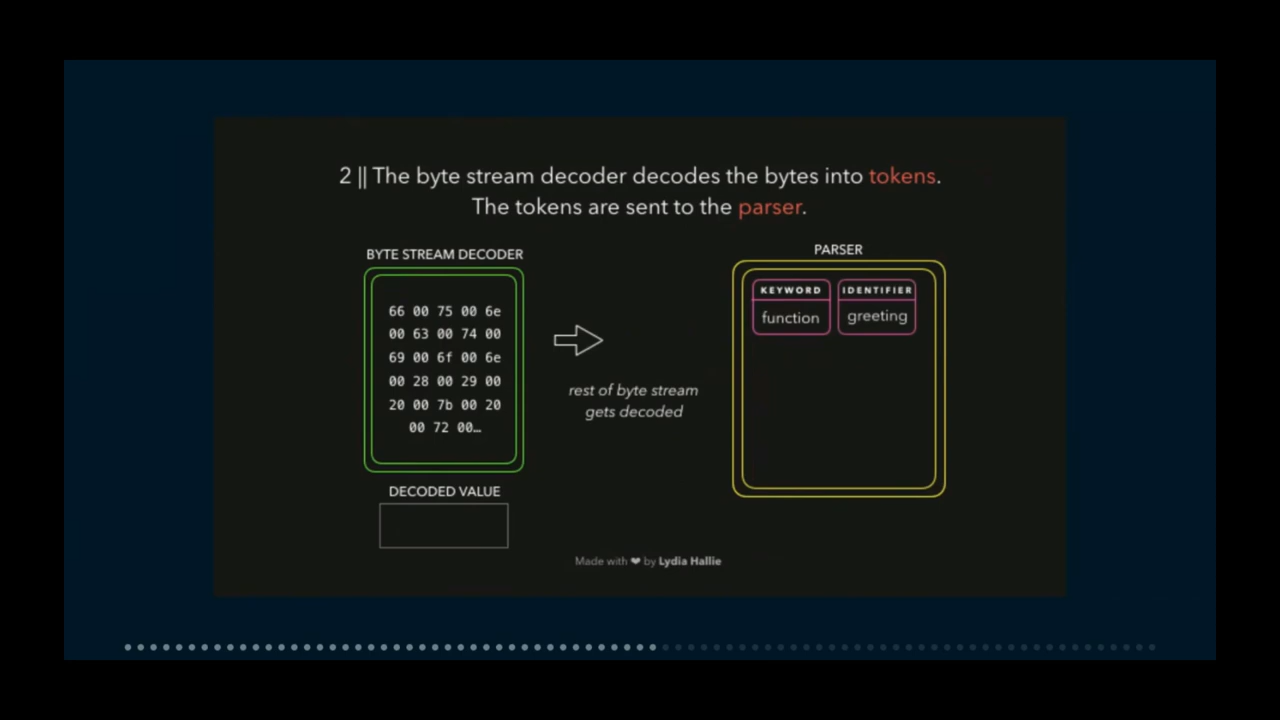 2 || The byte stream decoder decodes the bytes into tokens.
The tokens are sent to the parser.
BYTE STREAM DECODER
66 00 75 00 6e
00 63 00 74 00
69 00 6f 00 6e
00 28 00 29 00
20 00 7b 00 20
00 72 00…
DECODED VALUE
rest of byte stream
gets decoded
PARSER
KEYWORD
function
IDENTIFIER
greeting
Made with ❤ by Lydia Hallie